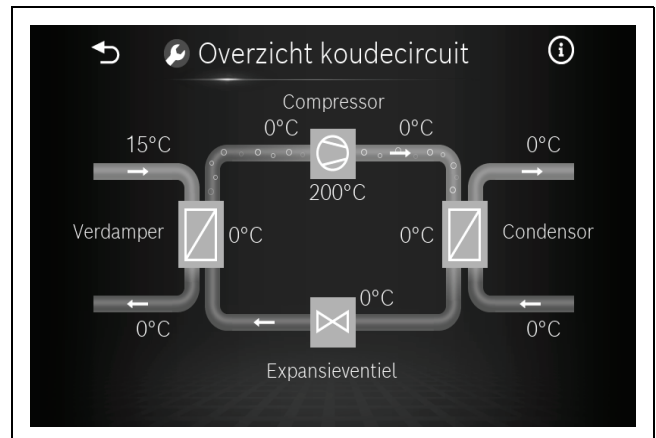 Overzicht koudecircuit
Compressor
0°C 0°C
15°C 0°C
200°C
Verdamper 0°C 0°C Condensor
0°C
0°C 0°C
Expansieventiel